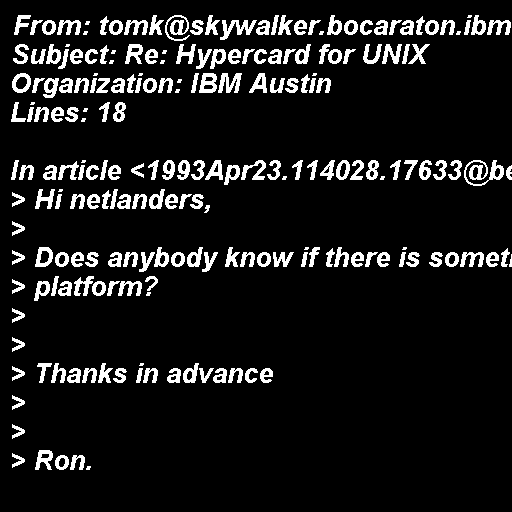 From: tomk@skywalker.bocaraton.ibm
Subject: Re: Hypercard for UNIX
Organization: IBM Austin
Lines: 18
In article <1993Apr23.114028.17633@be
> Hi netlanders,
>
> Does anybody know if there is somet
> platform?
>
>
> Thanks in advance
>
>
> Ron.